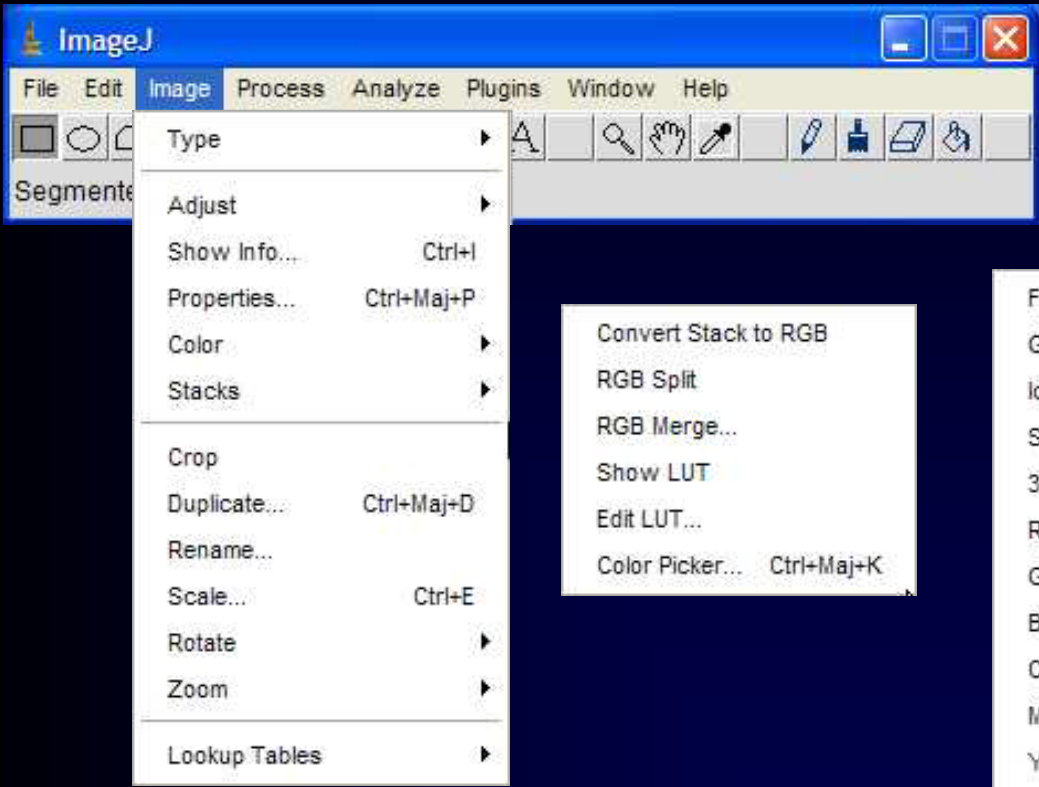 ImageJ
File Edit Image Process Analyze Plugins Window Help
Type
Adjust
Show Info... Ctrl+I
Properties... Ctrl+Maj+P
Color
Stacks
Crop
Duplicate... Ctrl+Maj+D
Rename...
Scale... Ctrl+E
Rotate
Zoom
Lookup Tables
Convert Stack to RGB
RGB Split
RGB Merge...
Show LUT
Edit LUT...
Color Picker... Ctrl+Maj+K